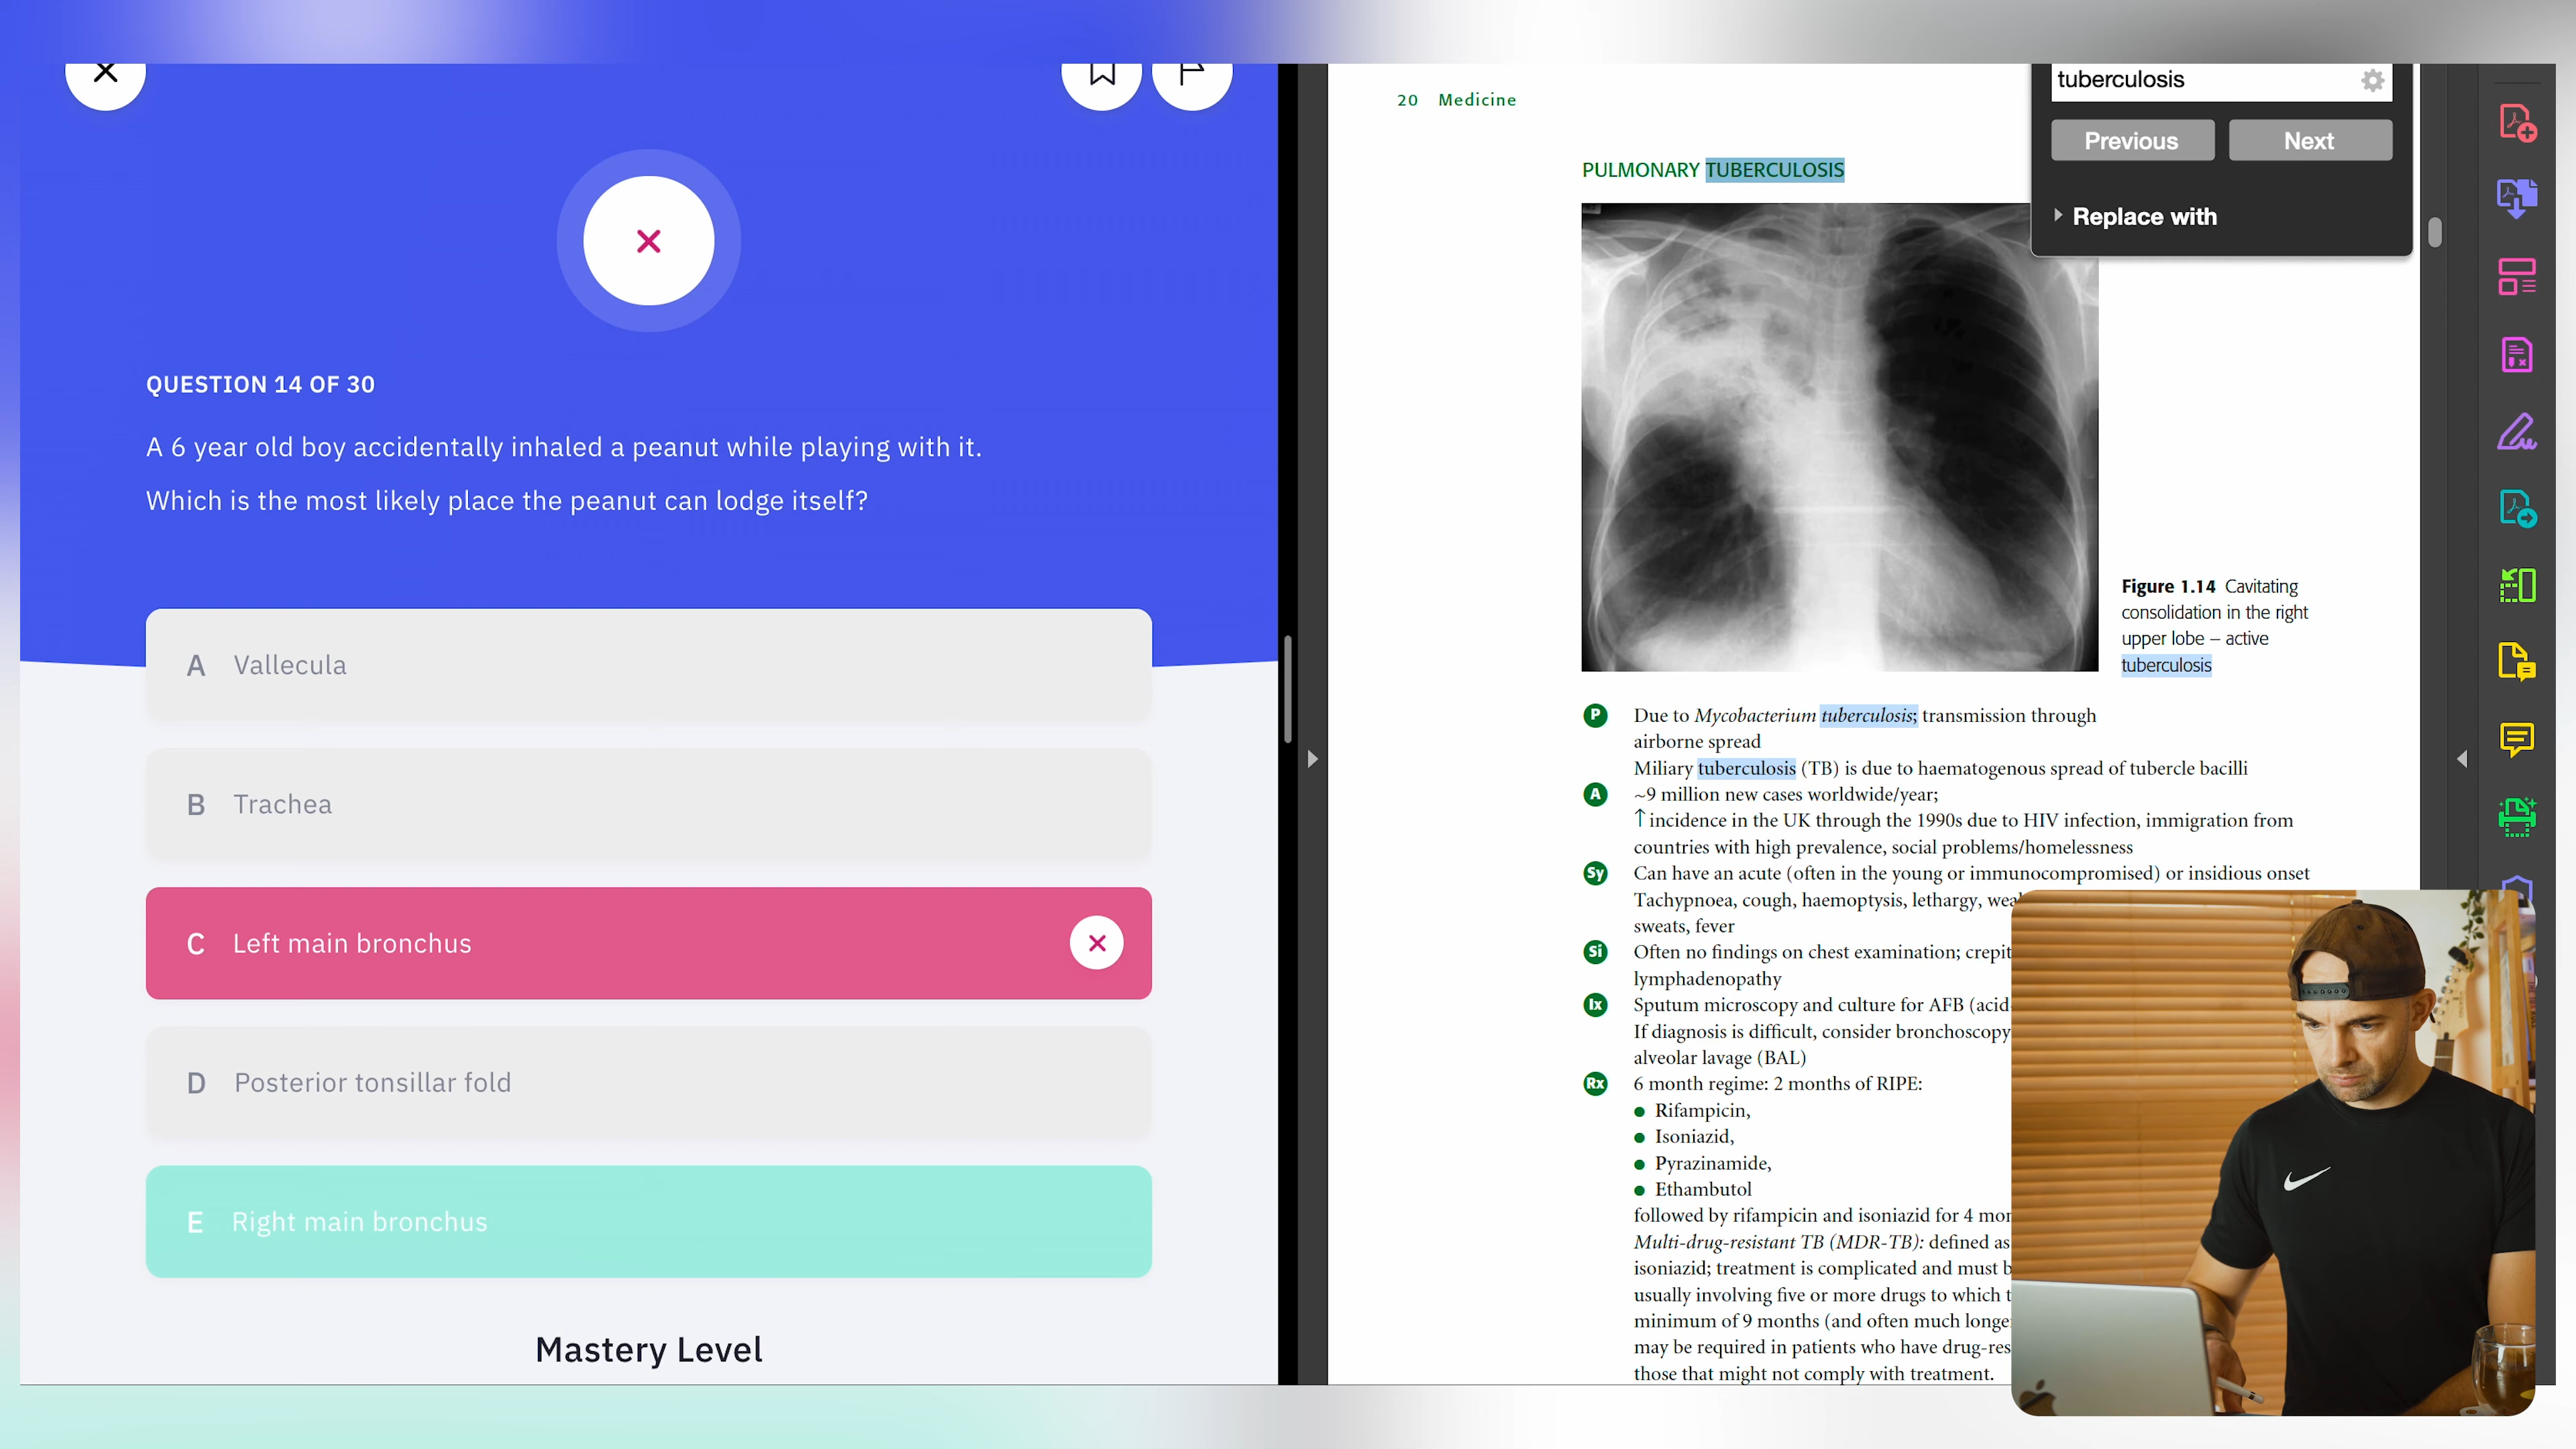 QUESTION 14 OF 30
A 6 year old boy accidentally inhaled a peanut while playing with it.
Which is the most likely place the peanut can lodge itself?
A Vallecula
B Trachea
C Left main bronchus
D Posterior tonsillar fold
E Right main bronchus
Mastery Level
20 Medicine
tuberculosis
Previous Next
Replace with
PULMONARY TUBERCULOSIS
Figure 1.14 Cavitating
consolidation in the right
upper lobe – active
tuberculosis
P Due to Mycobacterium tuberculosis; transmission through
airborne spread
Miliary tuberculosis (TB) is due to haematogenous spread of tubercle bacilli
A ~9 million new cases worldwide/year;
↑incidence in the UK through the 1990s due to HIV infection, immigration from
countries with high prevalence, social problems/homelessness
Sy Can have an acute (often in the young or immunocompromised) or insidious onset
Tachypnoea, cough, haemoptysis, lethargy,
sweats, fever
Si Often no findings on chest examination;
lymphadenopathy
Ix Sputum microscopy and culture for AFB (acid
If diagnosis is difficult, consider bronchoscopy
alveolar lavage (BAL)
Rx 6 month regime: 2 months of RIPE:
● Rifampicin,
● Isoniazid,
● Pyrazinamide,
● Ethambutol
followed by rifampicin and isoniazid for 4
Multi-drug-resistant TB (MDR-TB): defined as
isoniazid; treatment is complicated and must
usually involving five or more drugs to which
minimum of 9 months (and often much
may be required in patients who have
those that might not comply with treatment.